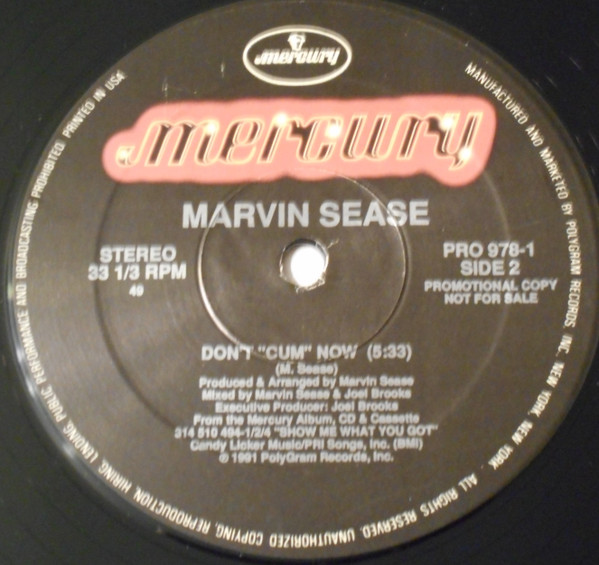 mercury
mercury
MARVIN SEASE
STEREO
33 1/3 RPM
49
PRO 978-1
SIDE 2
PROMOTIONAL COPY
NOT FOR SALE
DON'T "CUM" NOW (5:33)
(M. Sease)
Produced & Arranged by Marvin Sease
Mixed by Marvin Sease & Joel Brooks
Executive Producer: Joel Brooks
From the Mercury Album, CD & Cassette
314 510 494-1/2/4 "SHOW ME WHAT YOU GOT"
Candy Licker Music/PRI Songs, Inc. (BMI)
℗ 1991 PolyGram Records, Inc.
MANUFACTURED AND MARKETED BY POLYGRAM RECORDS INC. NEW YORK, NEW YORK . ALL RIGHTS RESERVED. UNAUTHORIZED COPYING, REPRODUCTION, HIRING, LENDING, PUBLIC PERFORMANCE AND BROADCASTING PROHIBITED. PRINTED IN USA